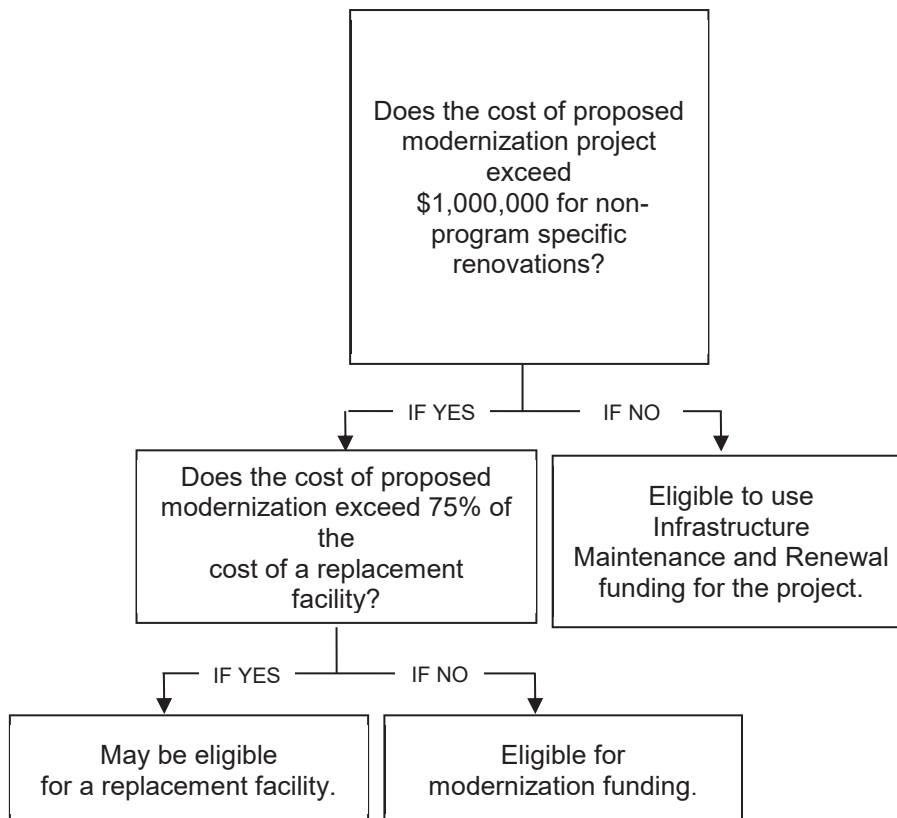 Does the cost of proposed
modernization project
exceed
$1,000,000 for non-
program specific
renovations?
IF YES
IF NO
Does the cost of proposed
modernization exceed 75% of
the
cost of a replacement
facility?
Eligible to use
Infrastructure
Maintenance and Renewal
funding for the project.
IF YES
IF NO
May be eligible
for a replacement facility.
Eligible for
modernization funding.